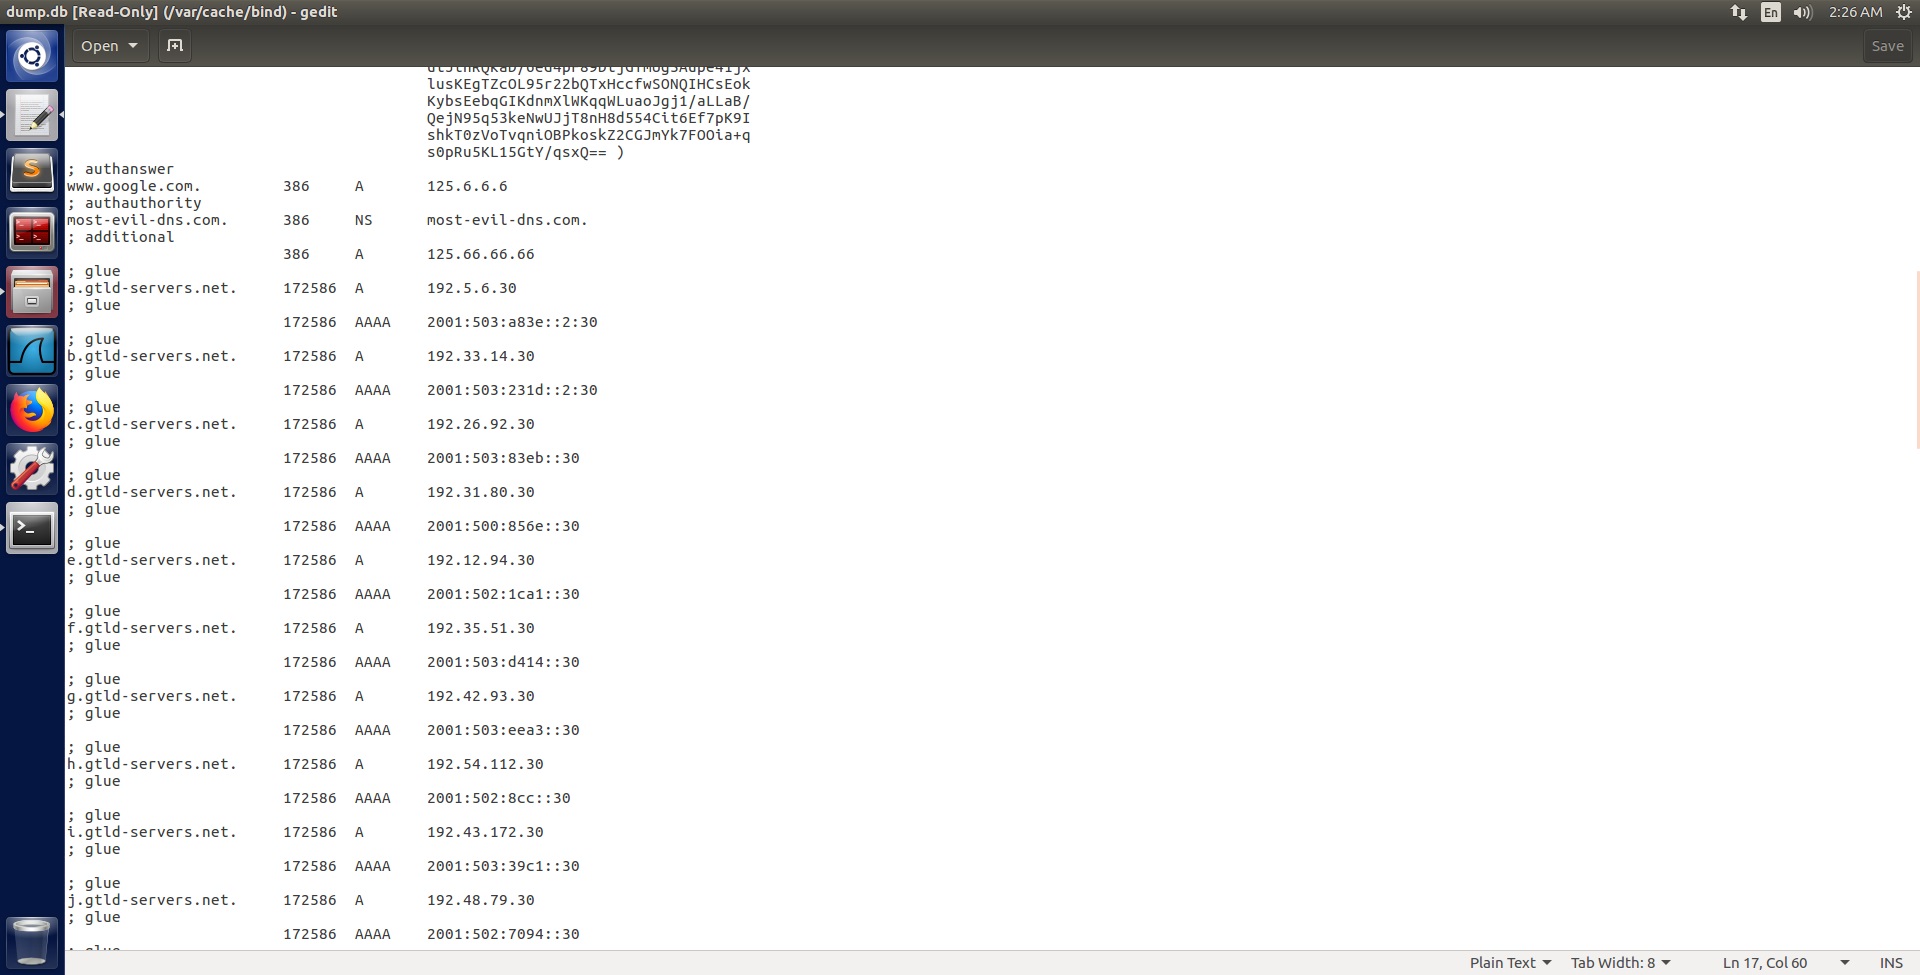 dump.db [Read-Only] (/var/cache/bind) - gedit
En 2:26 AM
Open Save
lusKEgTZcOL95r22bQTxHccfwSONQIHCsEok
KybsEebqGIKdnmXlWKqqWLuaoJgj1/aLLaB/
QejN95q53keNwUJjT8nH8d554Cit6Ef7pK9I
shkT0zVoTvqniOBPkoskZ2CGJmYk7FOOia+q
s0pRu5KL15GtY/qsxQ== )
; authanswer
www.google.com. 386 A 125.6.6.6
; authauthority
most-evil-dns.com. 386 NS most-evil-dns.com.
; additional
386 A 125.66.66.66
; glue
a.gtld-servers.net. 172586 A 192.5.6.30
; glue
172586 AAAA 2001:503:a83e::2:30
; glue
b.gtld-servers.net. 172586 A 192.33.14.30
; glue
172586 AAAA 2001:503:231d::2:30
; glue
c.gtld-servers.net. 172586 A 192.26.92.30
; glue
172586 AAAA 2001:503:83eb::30
; glue
d.gtld-servers.net. 172586 A 192.31.80.30
; glue
172586 AAAA 2001:500:856e::30
; glue
e.gtld-servers.net. 172586 A 192.12.94.30
; glue
172586 AAAA 2001:502:1ca1::30
; glue
f.gtld-servers.net. 172586 A 192.35.51.30
; glue
172586 AAAA 2001:503:d414::30
; glue
g.gtld-servers.net. 172586 A 192.42.93.30
; glue
172586 AAAA 2001:503:eea3::30
; glue
h.gtld-servers.net. 172586 A 192.54.112.30
; glue
172586 AAAA 2001:502:8cc::30
; glue
i.gtld-servers.net. 172586 A 192.43.172.30
; glue
172586 AAAA 2001:503:39c1::30
; glue
j.gtld-servers.net. 172586 A 192.48.79.30
; glue
172586 AAAA 2001:502:7094::30
Plain Text Tab Width: 8 Ln 17, Col 60 INS